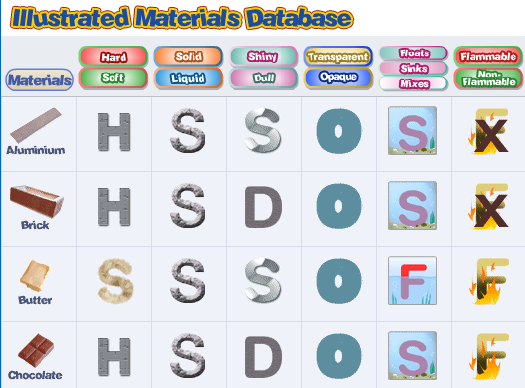 Illustrated Materials Database
Materials
Hard
Soft
Solid
Liquid
Shiny
Dull
Transparent
Opaque
Floats
Sinks
Mixes
Flammable
Non-
Flammable
Aluminium H S S O S F X
Brick H S D O S F X
Butter S S S O F F
Chocolate H S D O S F